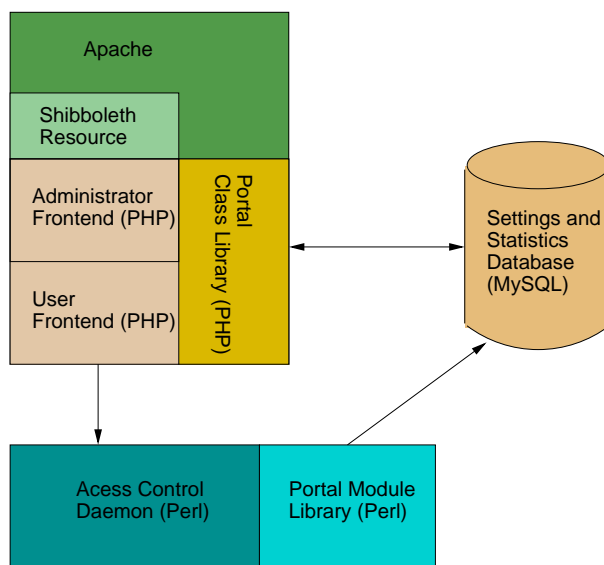 Apache
Shibboleth
Resource
Administrator
Frontend (PHP)
Portal
Class Library (PHP)
User
Frontend (PHP)
Settings and
Statistics
Database
(MySQL)
Acess Control
Daemon (Perl)
Portal Module
Library (Perl)